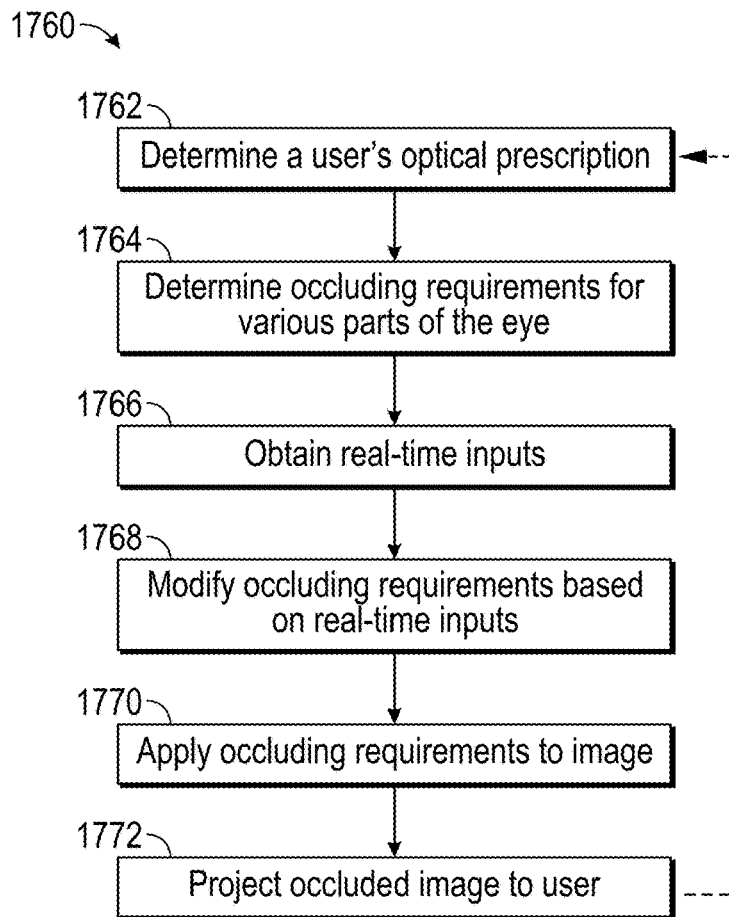 1760
1762
Determine a user's optical prescription
1764
Determine occluding requirements for
various parts of the eye
1766
Obtain real-time inputs
1768
Modify occluding requirements based
on real-time inputs
1770
Apply occluding requirements to image
1772
Project occluded image to user